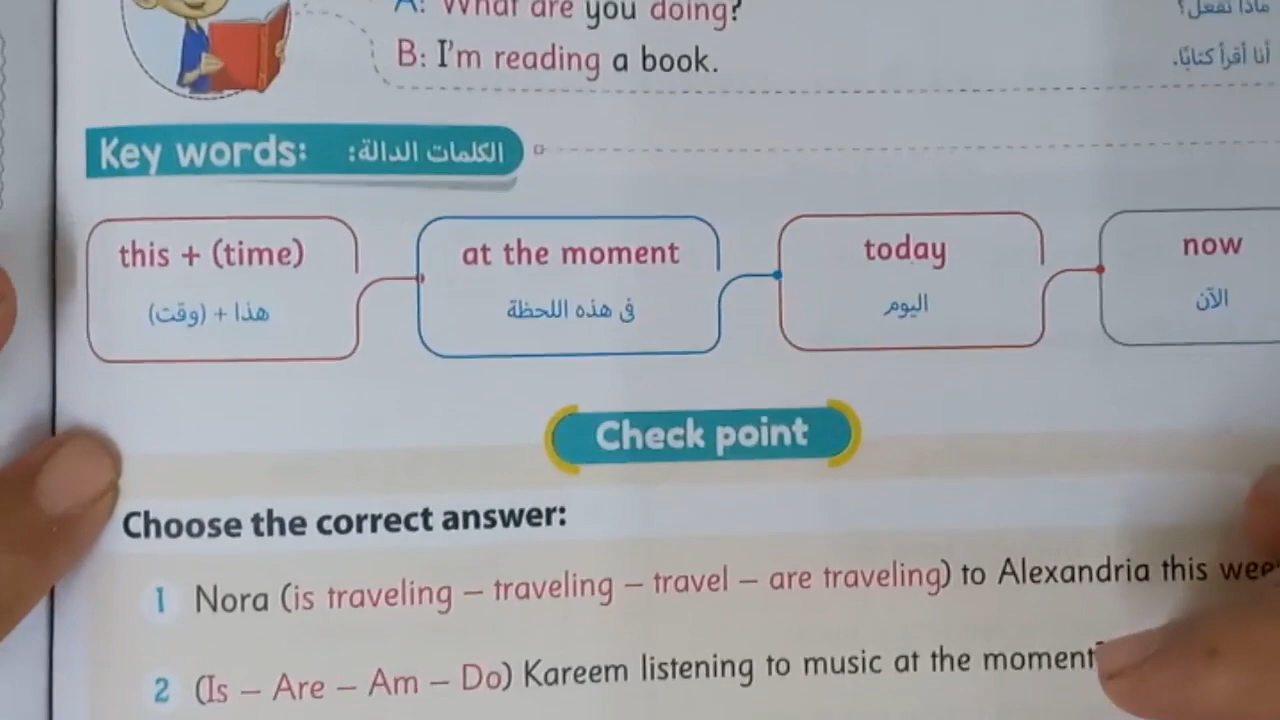 A: What are you doing?
ماذا تفعل؟
B: I'm reading a book.
أنا أقرأ كتابًا.
Key words: الكلمات الدالة:
this + (time)
هذا + (وقت)
at the moment
فى هذه اللحظة
today
اليوم
now
الآن
Check point
Choose the correct answer:
1 Nora (is traveling – traveling – travel – are traveling) to Alexandria this
2 (Is – Are – Am – Do) Kareem listening to music at the moment